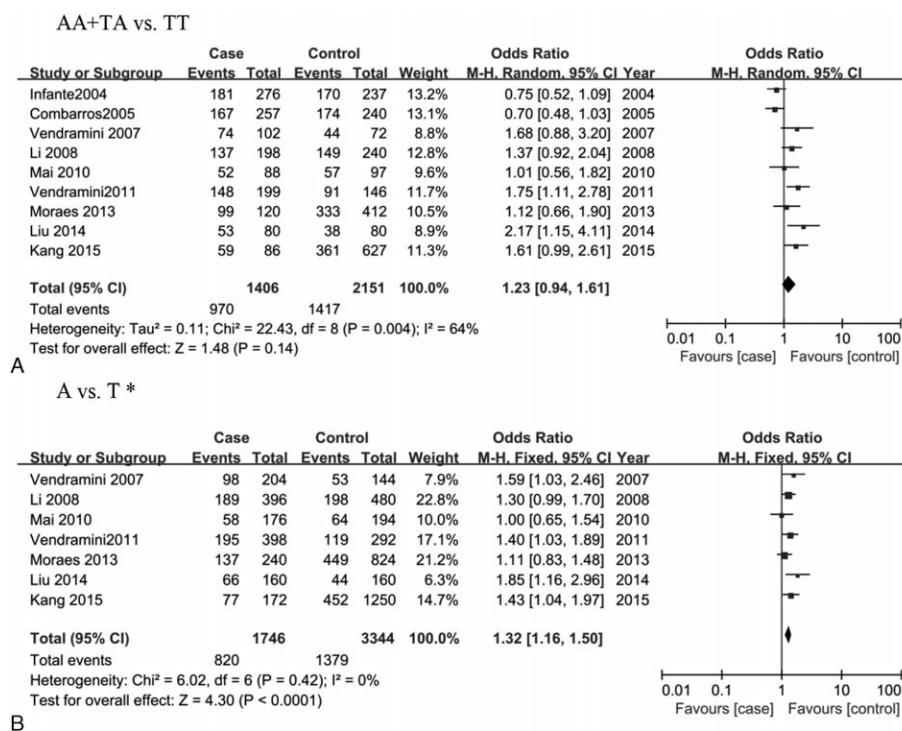 AA+TA vs. TT
Case Control Odds Ratio Odds Ratio
Study or Subgroup Events Total Events Total Weight M-H, Random, 95% CI Year M-H, Random, 95% CI
Infante2004 181 276 170 237 13.2% 0.75 [0.52, 1.09] 2004
Combarros2005 167 257 174 240 13.1% 0.70 [0.48, 1.03] 2005
Vendramini 2007 74 102 44 72 8.8% 1.68 [0.88, 3.20] 2007
Li 2008 137 198 149 240 12.8% 1.37 [0.92, 2.04] 2008
Mai 2010 52 88 57 97 9.6% 1.01 [0.56, 1.82] 2010
Vendramini2011 148 199 91 146 11.7% 1.75 [1.11, 2.78] 2011
Moraes 2013 99 120 333 412 10.5% 1.12 [0.66, 1.90] 2013
Liu 2014 53 80 38 80 8.9% 2.17 [1.15, 4.11] 2014
Kang 2015 59 86 361 627 11.3% 1.61 [0.99, 2.61] 2015
Total (95% CI) 1406 2151 100.0% 1.23 [0.94, 1.61]
Total events 970 1417
Heterogeneity: Tau² = 0.11; Chi² = 22.43, df = 8 (P = 0.004); I² = 64%
Test for overall effect: Z = 1.48 (P = 0.14)
0.01 0.1 1 10 100
Favours [case] Favours [control]
A
A vs. T *
Case Control Odds Ratio Odds Ratio
Study or Subgroup Events Total Events Total Weight M-H, Fixed, 95% CI Year M-H, Fixed, 95% CI
Vendramini 2007 98 204 53 144 7.9% 1.59 [1.03, 2.46] 2007
Li 2008 189 396 198 480 22.8% 1.30 [0.99, 1.70] 2008
Mai 2010 58 176 64 194 10.0% 1.00 [0.65, 1.54] 2010
Vendramini2011 195 398 119 292 17.1% 1.40 [1.03, 1.89] 2011
Moraes 2013 137 240 449 824 21.2% 1.11 [0.83, 1.48] 2013
Liu 2014 66 160 44 160 6.3% 1.85 [1.16, 2.96] 2014
Kang 2015 77 172 452 1250 14.7% 1.43 [1.04, 1.97] 2015
Total (95% CI) 1746 3344 100.0% 1.32 [1.16, 1.50]
Total events 820 1379
Heterogeneity: Chi² = 6.02, df = 6 (P = 0.42); I² = 0%
Test for overall effect: Z = 4.30 (P < 0.0001)
0.01 0.1 1 10 100
Favours [case] Favours [control]
B